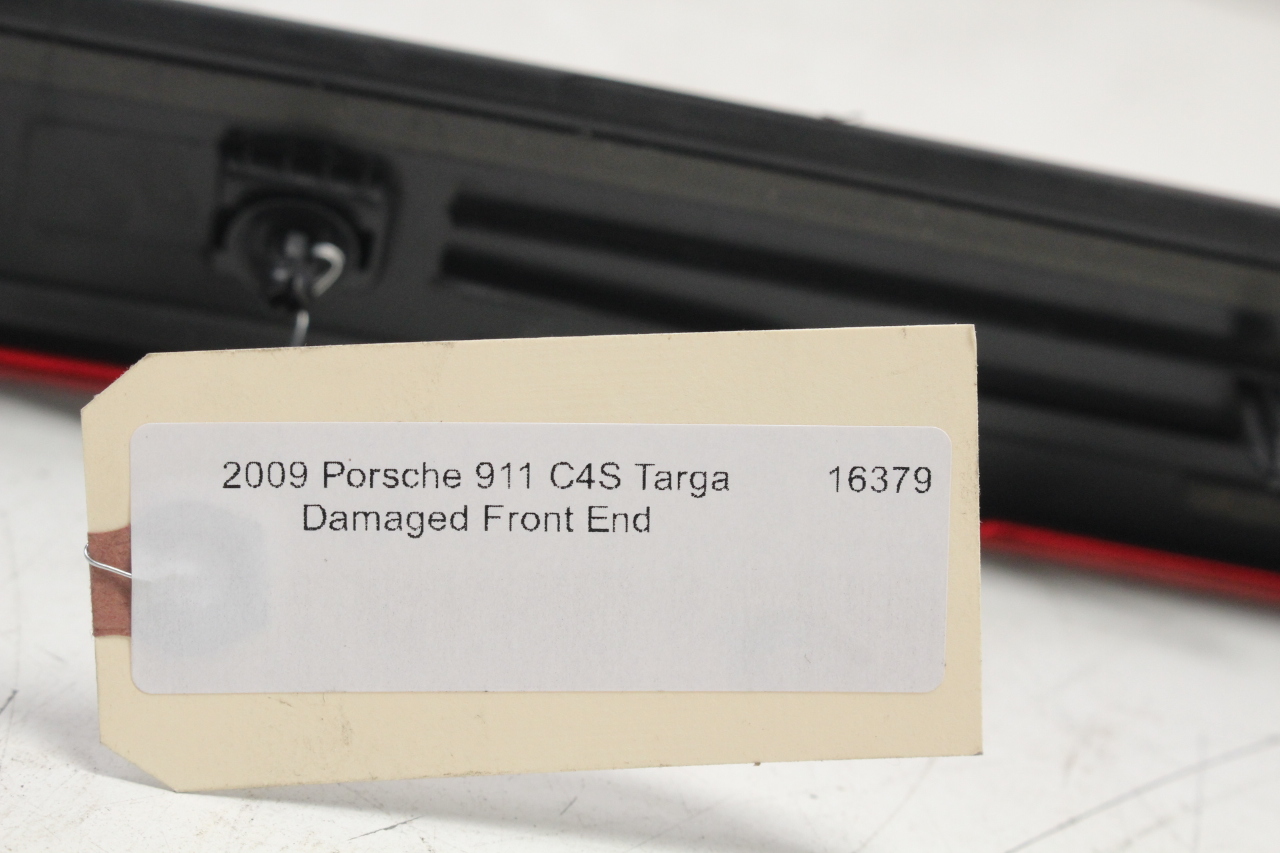 2009 Porsche 911 C4S Targa 16379
Damaged Front End